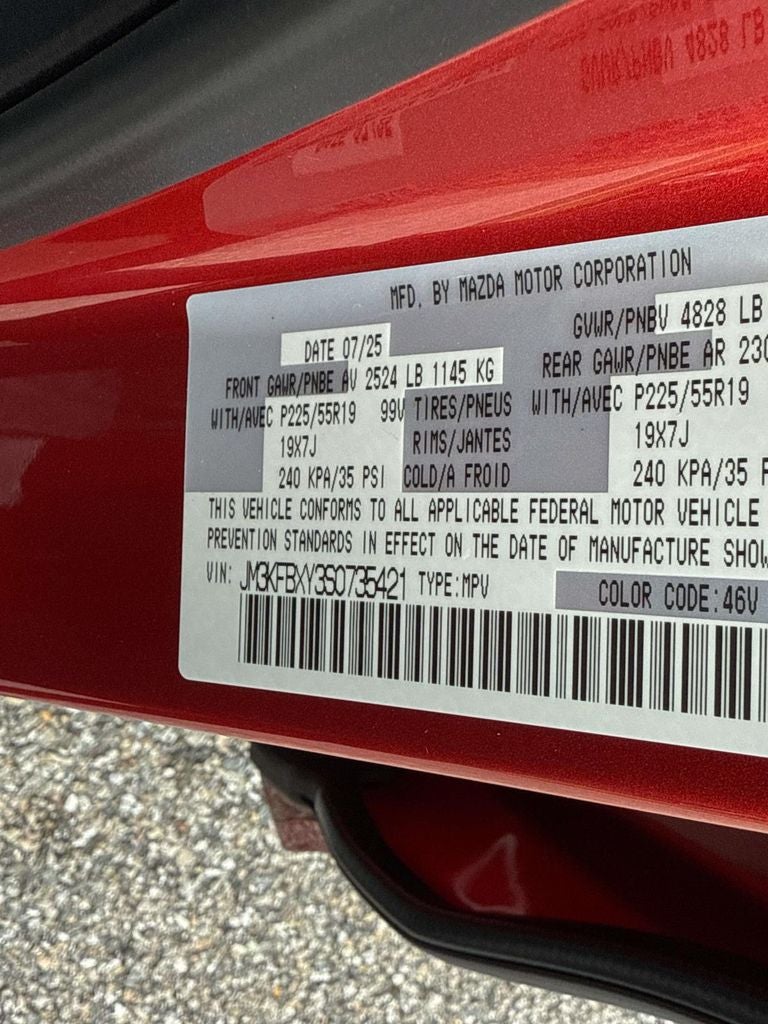 MFD. BY MAZDA MOTOR CORPORATION
DATE 07/25 GVWR/PNBV 4828 LB
FRONT GAWR/PNBE AV 2524 LB 1145 KG REAR GAWR/PNBE AR 230
WITH/AVEC P225/55R19 99V TIRES/PNEUS WITH/AVEC P225/55R19
19X7J RIMS/JANTES 19X7J
240 KPA/35 PSI COLD/A FROID 240 KPA/35 P
THIS VEHICLE CONFORMS TO ALL APPLICABLE FEDERAL MOTOR VEHICLE
PREVENTION STANDARDS IN EFFECT ON THE DATE OF MANUFACTURE SHOW
VIN: JM3KFBXY3S0735421 TYPE:MPV COLOR CODE:46V